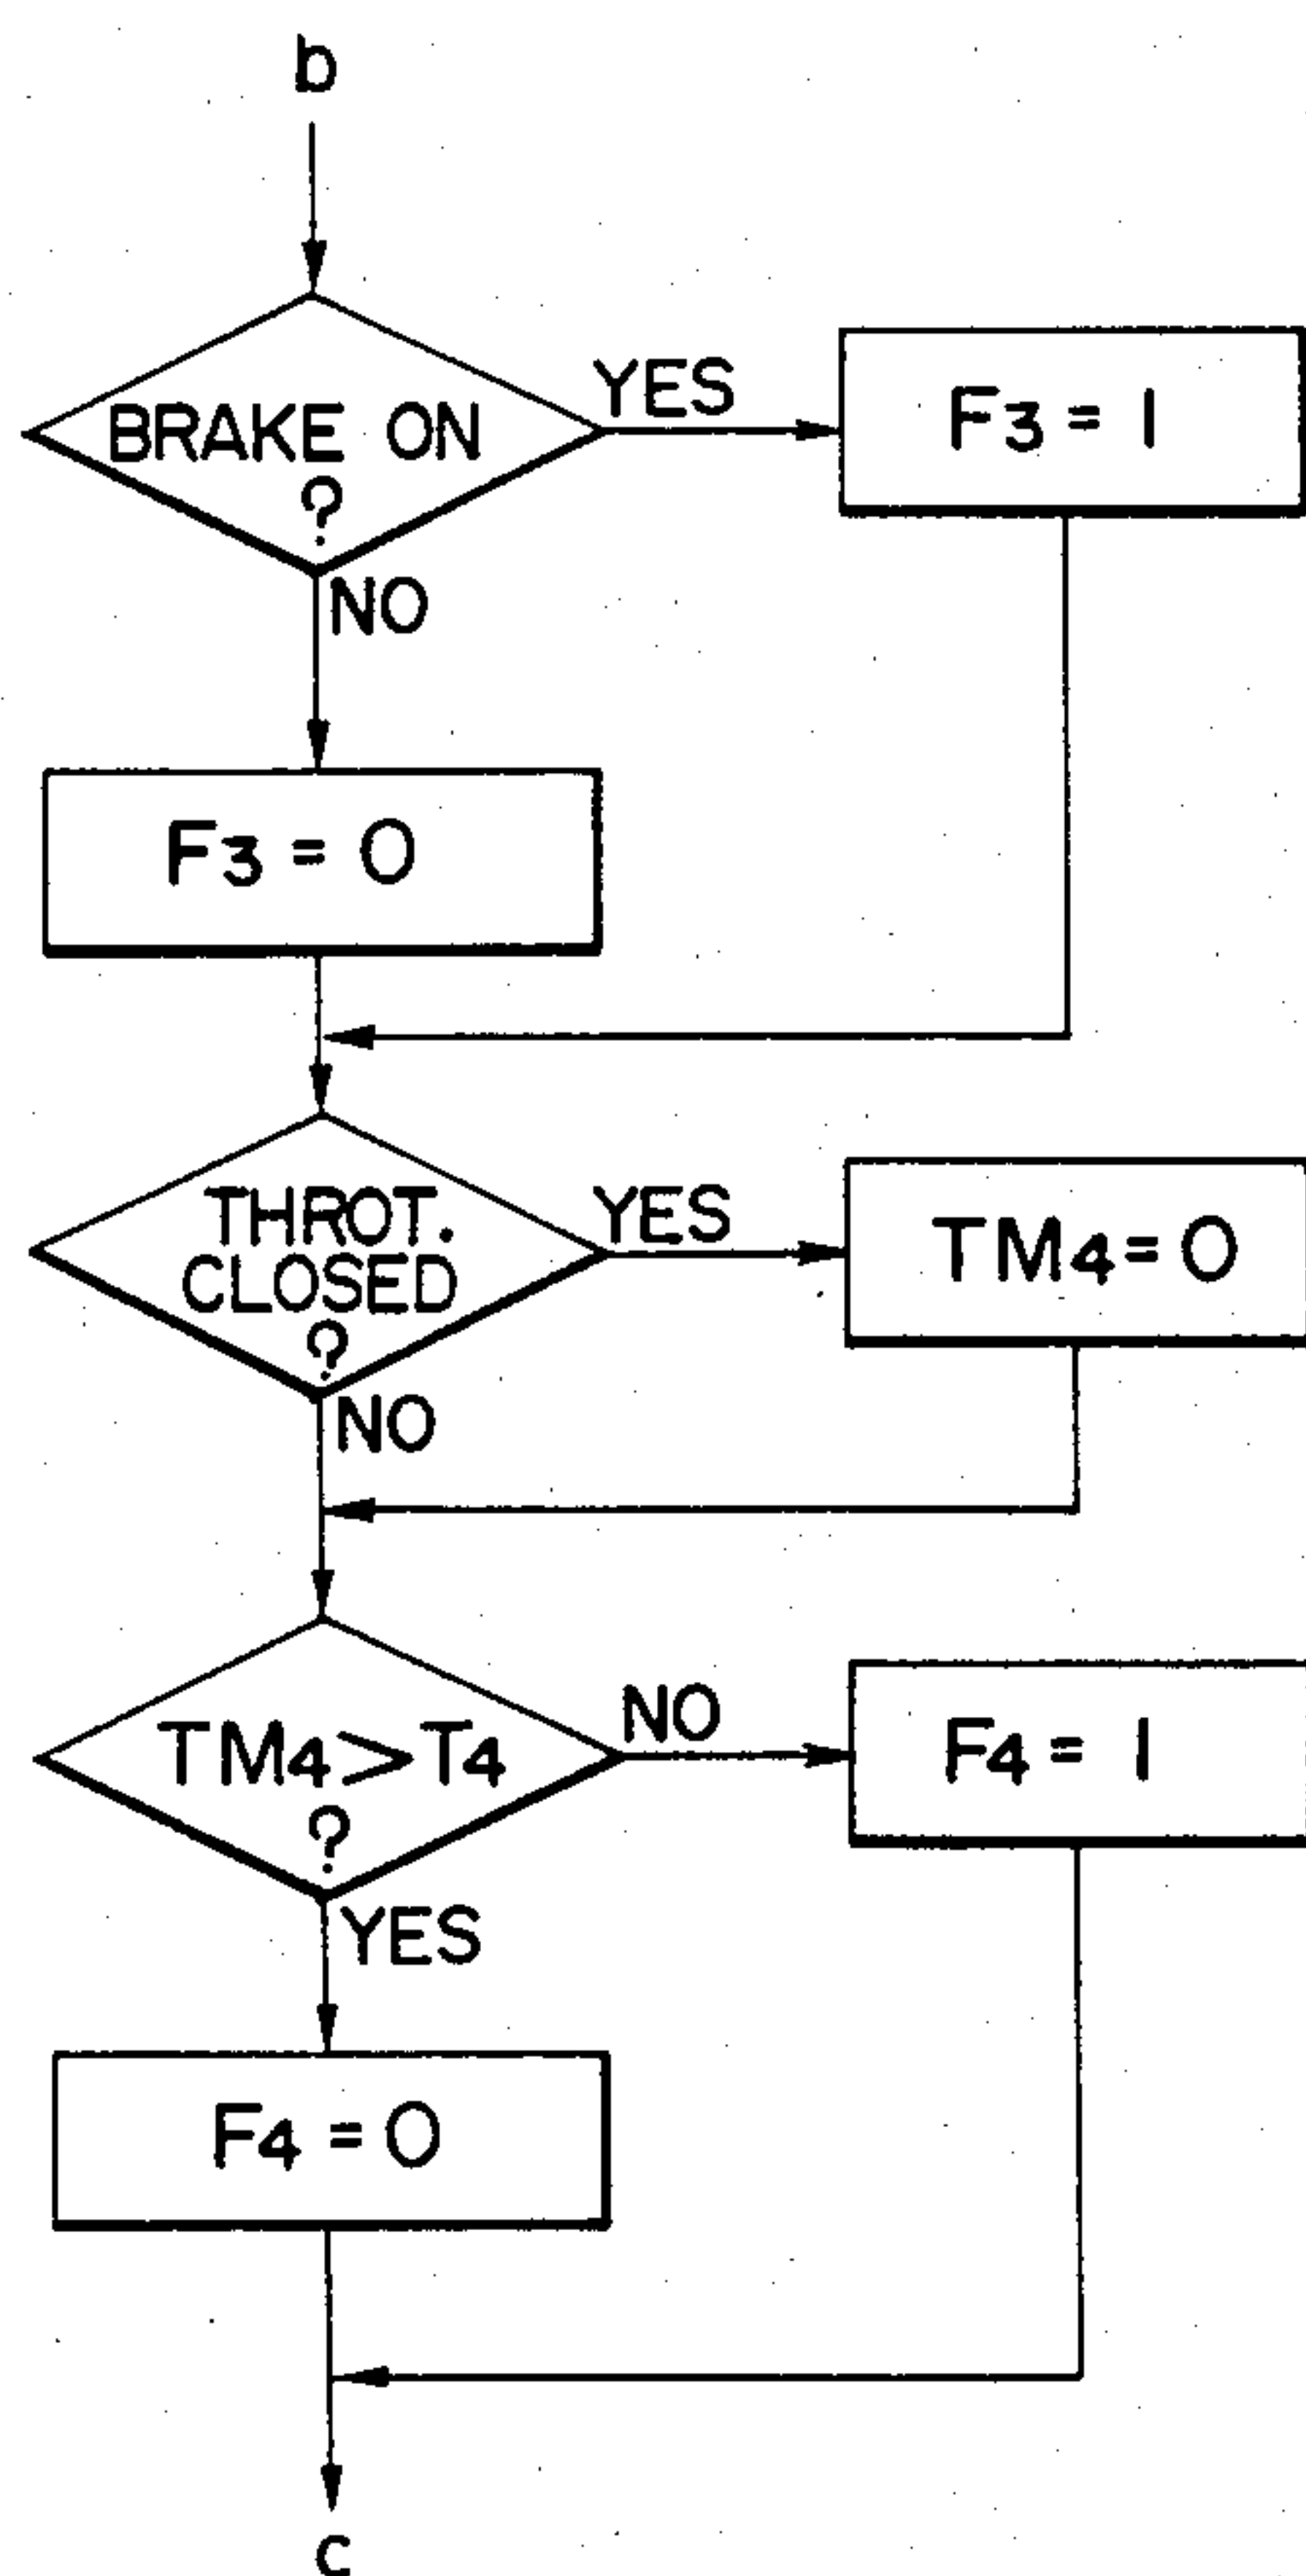 b
BRAKE ON
?
YES
F3 = 1
NO
F3 = 0
THROT.
CLOSED
?
YES
TM4 = 0
NO
TM4>T4
?
NO
F4 = 1
YES
F4 = 0
c